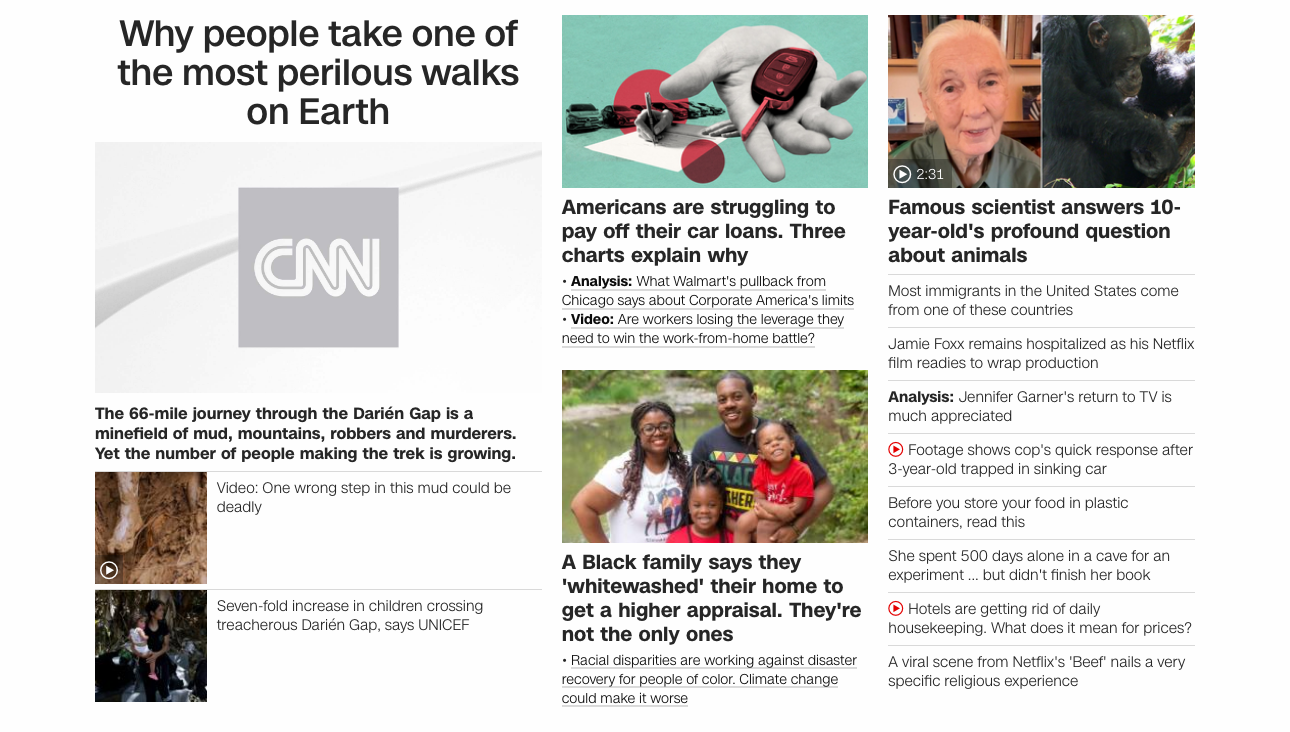 Why people take one of
the most perilous walks
on Earth
CNN
The 66-mile journey through the Darién Gap is a
minefield of mud, mountains, robbers and murderers.
Yet the number of people making the trek is growing.
Video: One wrong step in this mud could be
deadly
Seven-fold increase in children crossing
treacherous Darién Gap, says UNICEF
Americans are struggling to
pay off their car loans. Three
charts explain why
• Analysis: What Walmart's pullback from
Chicago says about Corporate America's limits
• Video: Are workers losing the leverage they
need to win the work-from-home battle?
A Black family says they
'whitewashed' their home to
get a higher appraisal. They're
not the only ones
• Racial disparities are working against disaster
recovery for people of color. Climate change
could make it worse
2:31
Famous scientist answers 10-
year-old's profound question
about animals
Most immigrants in the United States come
from one of these countries
Jamie Foxx remains hospitalized as his Netflix
film readies to wrap production
Analysis: Jennifer Garner's return to TV is
much appreciated
Footage shows cop's quick response after
3-year-old trapped in sinking car
Before you store your food in plastic
containers, read this
She spent 500 days alone in a cave for an
experiment ... but didn't finish her book
Hotels are getting rid of daily
housekeeping. What does it mean for prices?
A viral scene from Netflix's 'Beef' nails a very
specific religious experience